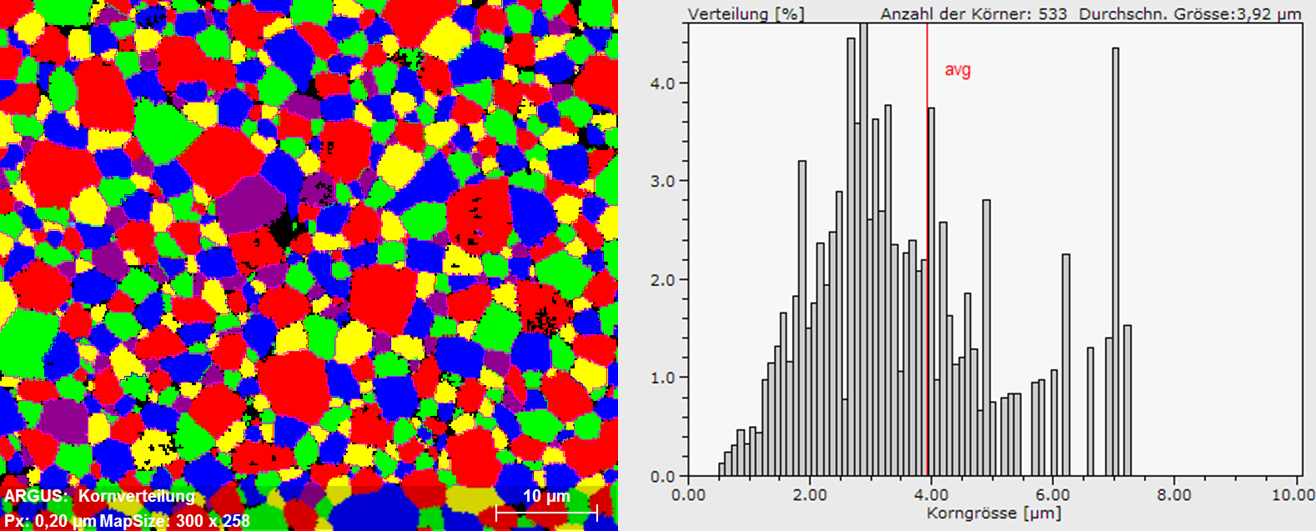 ARGUS: Kornverteilung
10 µm
Px: 0,20 µm MapSize: 300 x 258
Verteilung [%]
Anzahl der Körner: 533 Durchschn. Grösse:3,92 µm
avg
4.0
3.0
2.0
1.0
0.0
0.00 2.00 4.00 6.00 8.00 10.00
Korngrösse [µm]